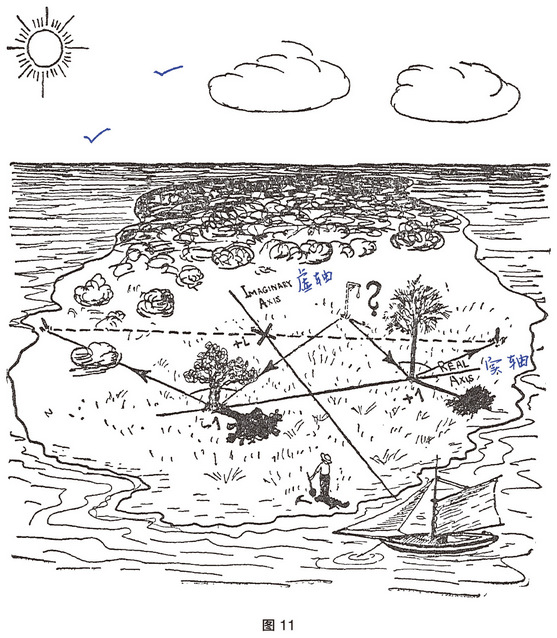 IMAGINARY 虚轴
AXIS
?
+i
REAL 实轴
AXIS
+1
-1
图 11